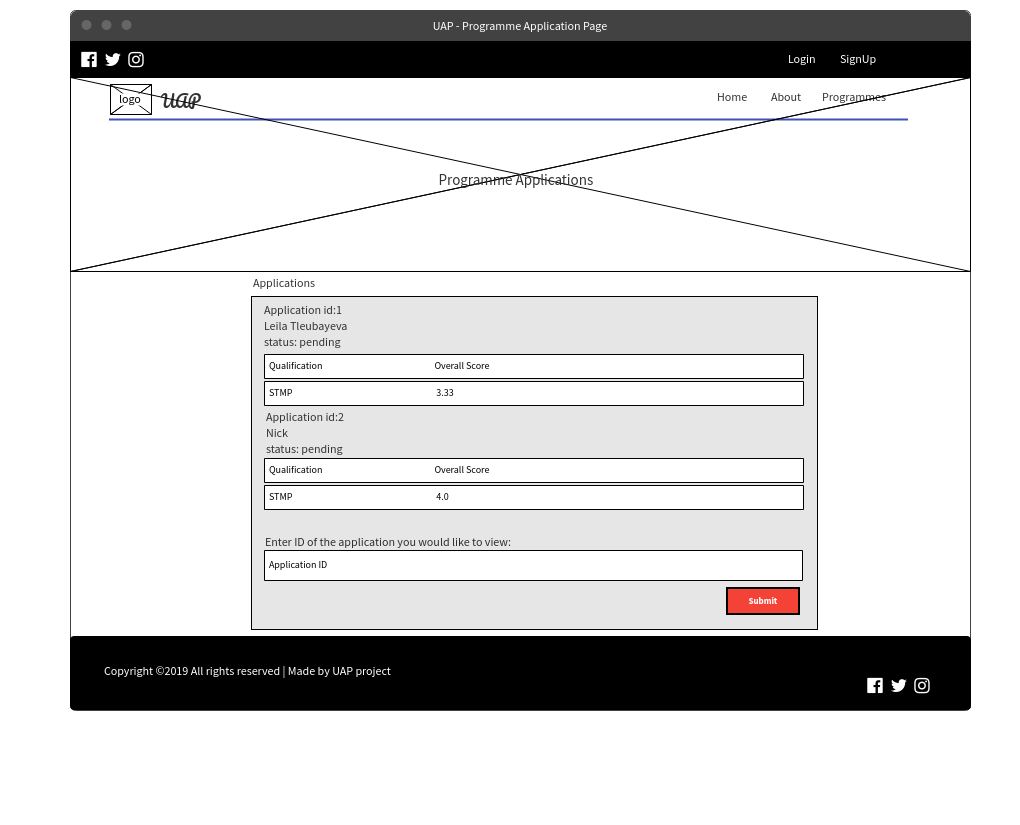 UAP - Programme Application Page
Login SignUp
logo UAP Home About Programmes
Programme Applications
Applications
Application id:1
Leila Tleubayeva
status: pending
Qualification Overall Score
STMP 3.33
Application id:2
Nick
status: pending
Qualification Overall Score
STMP 4.0
Enter ID of the application you would like to view:
Application ID
Submit
Copyright ©2019 All rights reserved | Made by UAP project